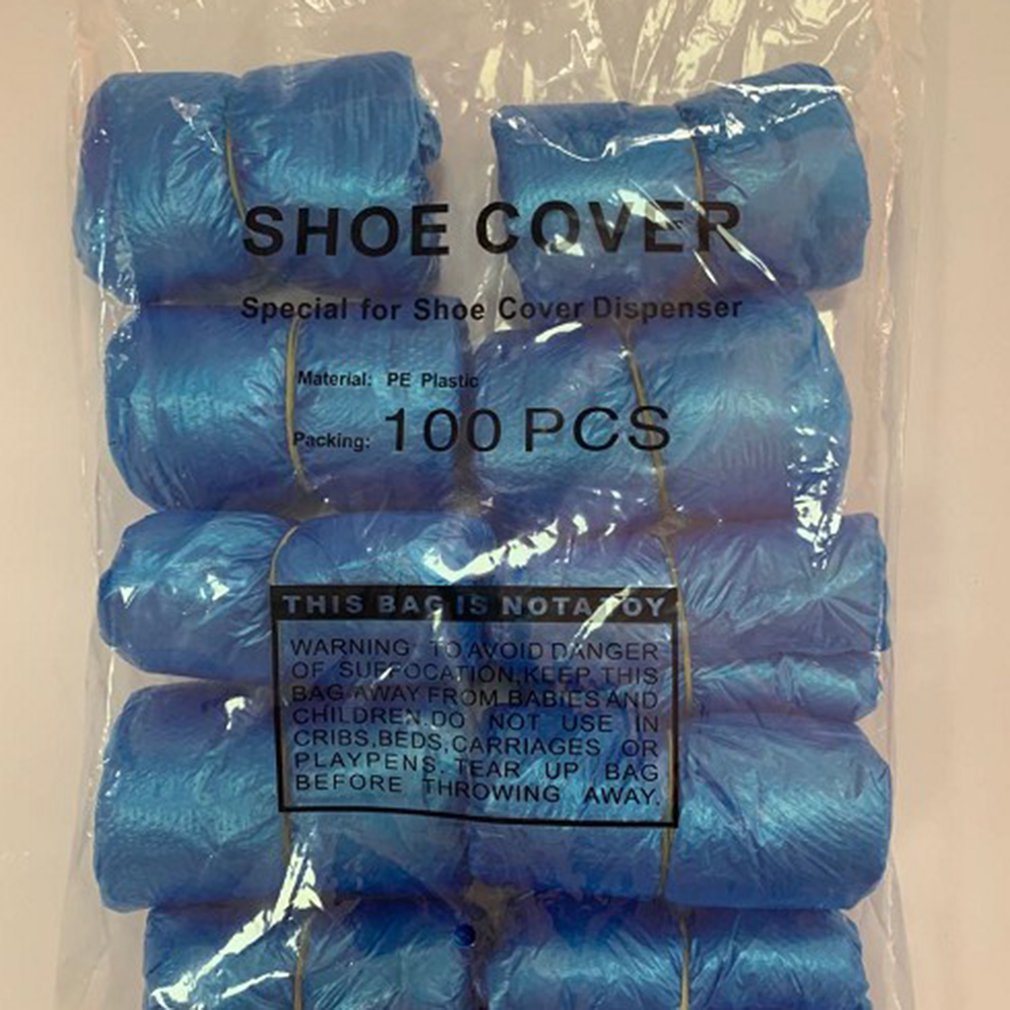 SHOE COVER
Special for Shoe Cover Dispenser
Material: PE Plastic
Packing: 100 PCS
THIS BAG IS NOT A TOY
WARNING TO AVOID DANGER
OF SUFFOCATION,KEEP THIS
BAG AWAY FROM BABIES AND
CHILDREN.DO NOT USE IN
CRIBS,BEDS,CARRIAGES OR
PLAYPENS. TEAR UP BAG
BEFORE THROWING AWAY.